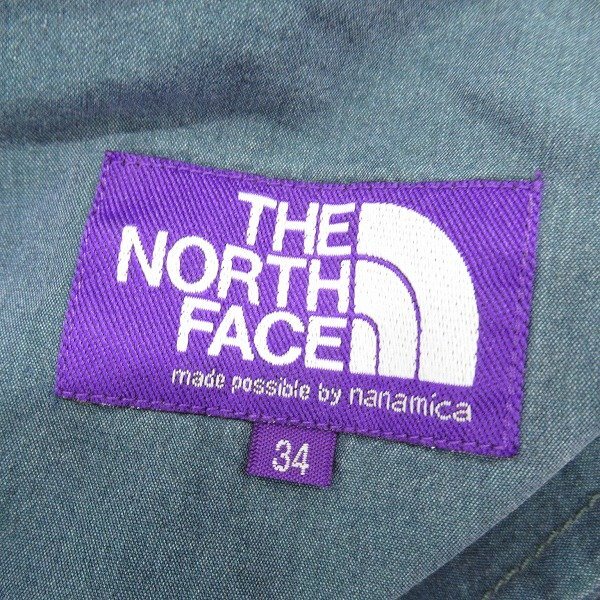 THE
NORTH
FACE
made possible by nanamica
34